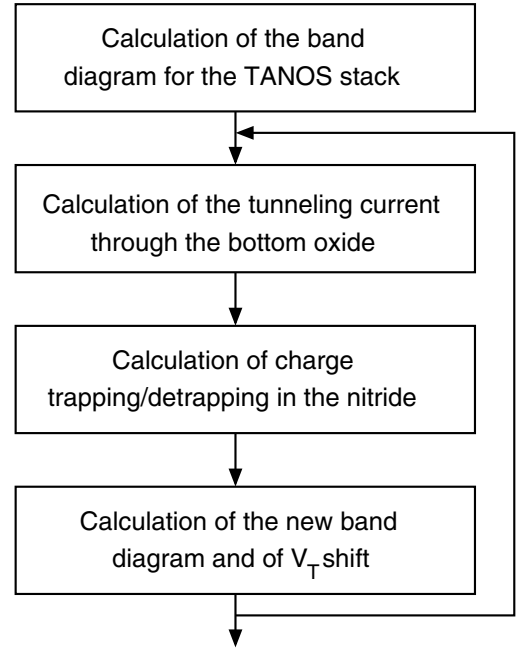 Calculation of the band
diagram for the TANOS stack
Calculation of the tunneling current
through the bottom oxide
Calculation of charge
trapping/detrapping in the nitride
Calculation of the new band
diagram and of V_T shift